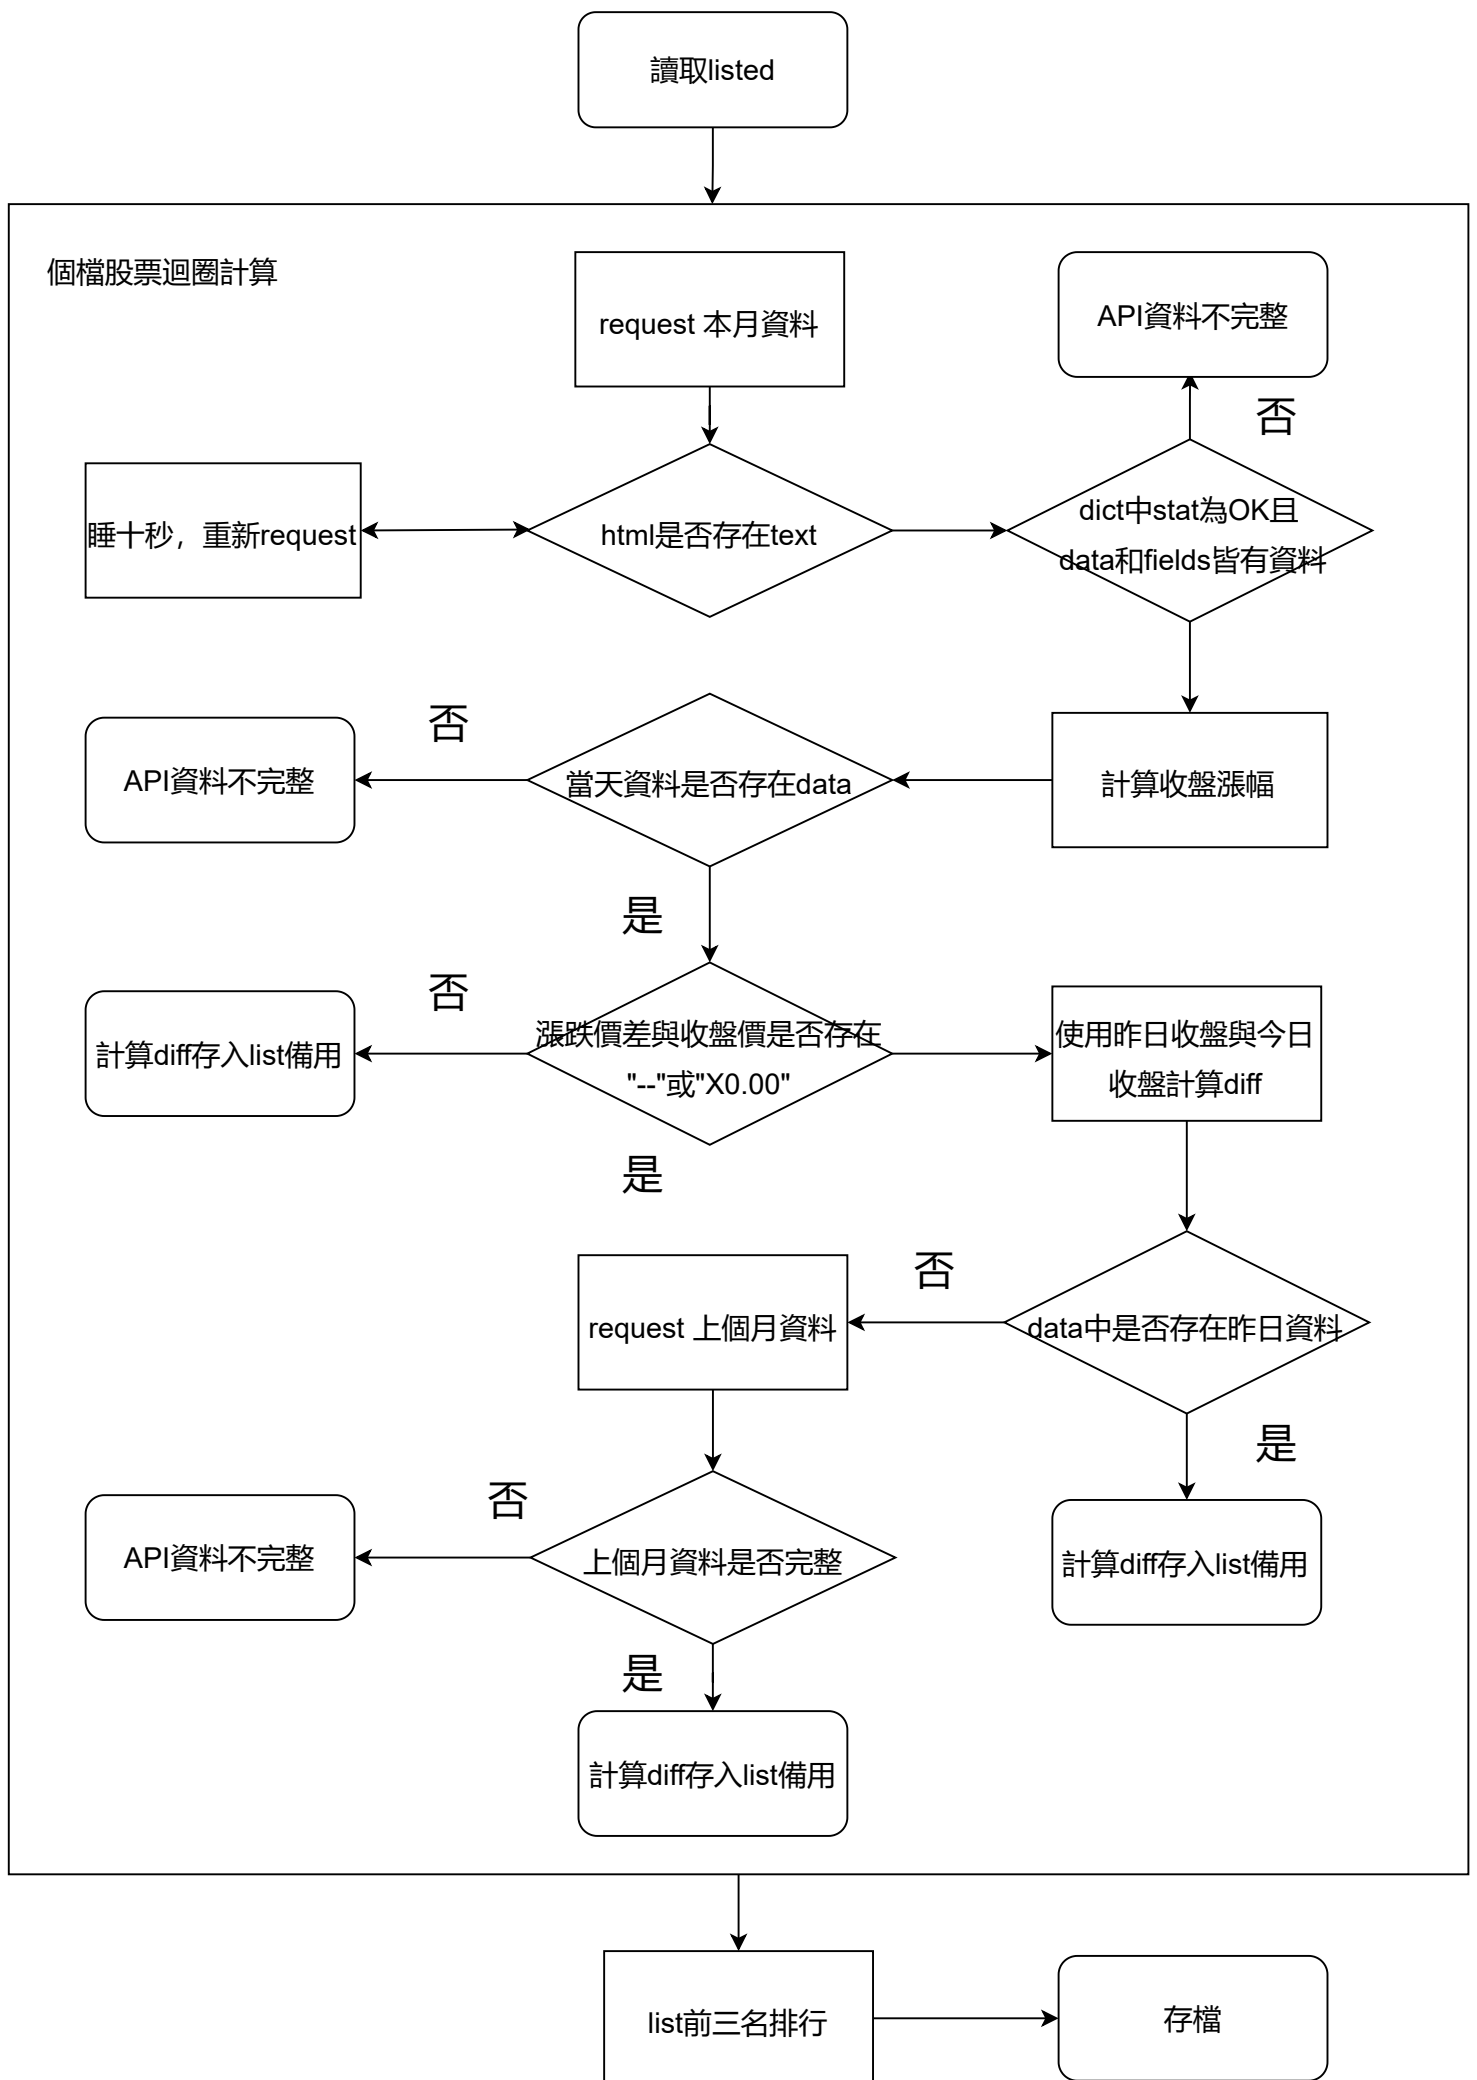 讀取listed
個檔股票迴圈計算
request 本月資料
API資料不完整
否
睡十秒，重新request
html是否存在text
dict中stat為OK且
data和fields皆有資料
否
API資料不完整
當天資料是否存在data
計算收盤漲幅
是
否
計算diff存入list備用
漲跌價差與收盤價是否存在
"--"或"X0.00"
使用昨日收盤與今日
收盤計算diff
是
否
request 上個月資料
data中是否存在昨日資料
是
否
API資料不完整
上個月資料是否完整
計算diff存入list備用
是
計算diff存入list備用
list前三名排行
存檔